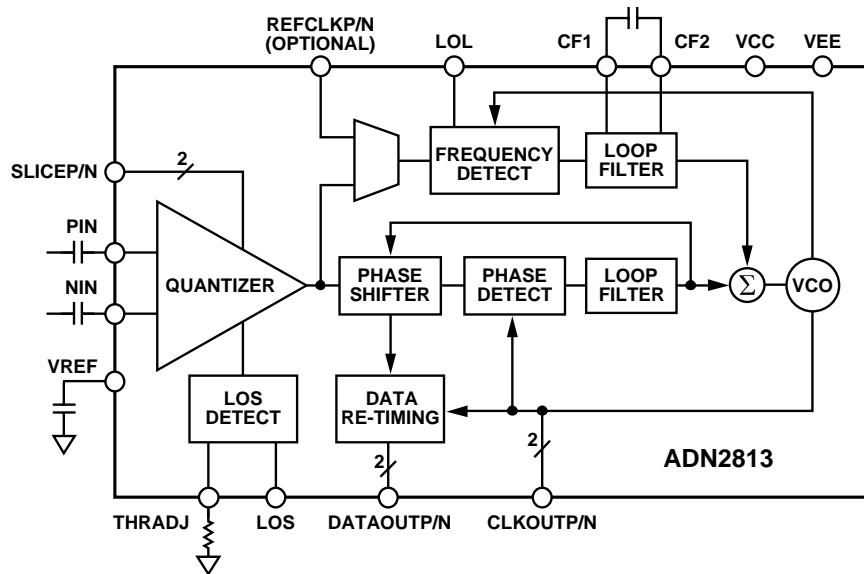 REFCLKP/N
(OPTIONAL)
LOL
CF1
CF2
VCC
VEE
SLICEP/N
2
FREQUENCY
DETECT
LOOP
FILTER
PIN
NIN
VREF
QUANTIZER
PHASE
SHIFTER
PHASE
DETECT
LOOP
FILTER
Σ
VCO
LOS
DETECT
DATA
RE-TIMING
2
2
ADN2813
THRADJ
LOS
DATAOUTP/N
CLKOUTP/N